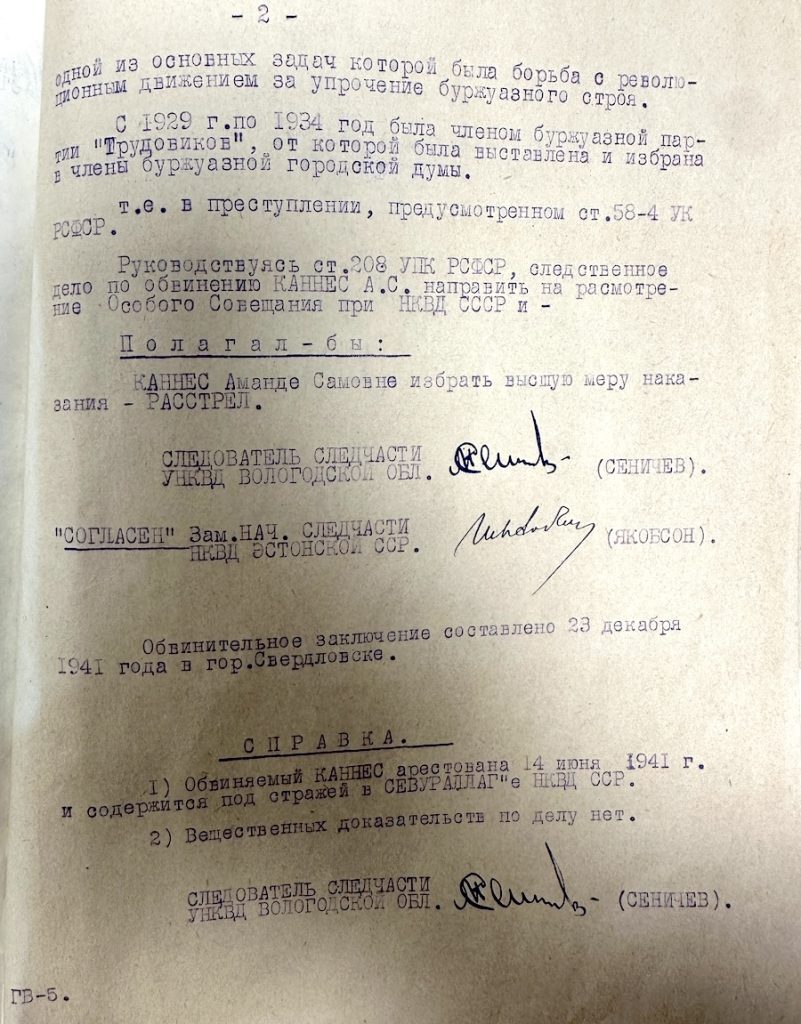 - 2 -
одной из основных задач которой была борьба с револю-
ционным движением за упрочение буржуазного строя.
С 1929 г.по 1934 год была членом буржуазной пар-
тии "Трудовиков", от которой была выставлена и избрана
в члены буржуазной городской думы.
т.е. в преступлении, предусмотренном ст.58-4 УК
РСФСР.
Руководствуясь ст.208 УПК РСФСР, следственное
дело по обвинению КАННЕС А.С. направить на расмотре-
ние Особого Совещания при НКВД СССР и -
Полагал-бы:
КАННЕС Аманде Самовне избрать высшую меру нака-
зания - РАССТРЕЛ.
СЛЕДОВАТЕЛЬ СЛЕДЧАСТИ
УНКВД ВОЛОГОДСКОЙ ОБЛ. (СЕНИЧЕВ).
"СОГЛАСЕН" Зам.НАЧ. СЛЕДЧАСТИ
НКВД ЭСТОНСКОЙ ССР. (ЯКОБСОН).
Обвинительное заключение составлено 23 декабря
1941 года в гор.Свердловске.
СПРАВКА.
1) Обвиняемый КАННЕС арестована 14 июня 1941 г.
и содержится под стражей в СЕВУРАЛЛАГ"е НКВД ССР.
2) Вещественных доказательств по делу нет.
СЛЕДОВАТЕЛЬ СЛЕДЧАСТИ
УНКВД ВОЛОГОДСКОЙ ОБЛ. (СЕНИЧЕВ).
ГВ-5.